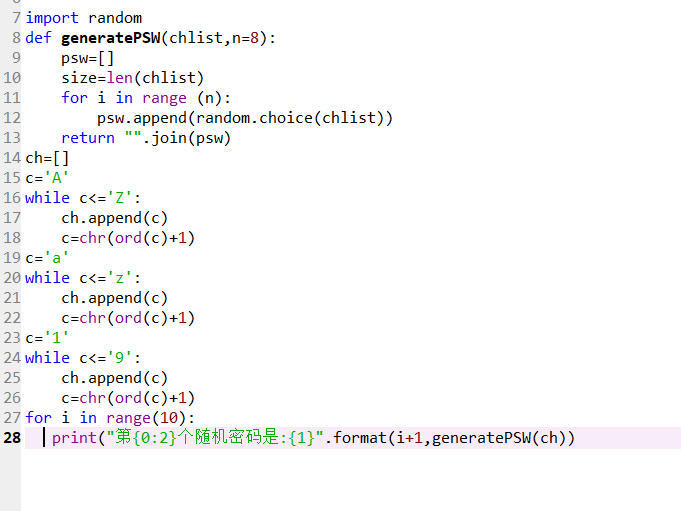 7 import random
8 def generatePSW(chlist,n=8):
9     psw=[]
10     size=len(chlist)
11     for i in range (n):
12         psw.append(random.choice(chlist))
13     return "".join(psw)
14 ch=[]
15 c='A'
16 while c<='Z':
17     ch.append(c)
18     c=chr(ord(c)+1)
19 c='a'
20 while c<='z':
21     ch.append(c)
22     c=chr(ord(c)+1)
23 c='1'
24 while c<='9':
25     ch.append(c)
26     c=chr(ord(c)+1)
27 for i in range(10):
28    print("第{0:2}个随机密码是:{1}".format(i+1,generatePSW(ch))